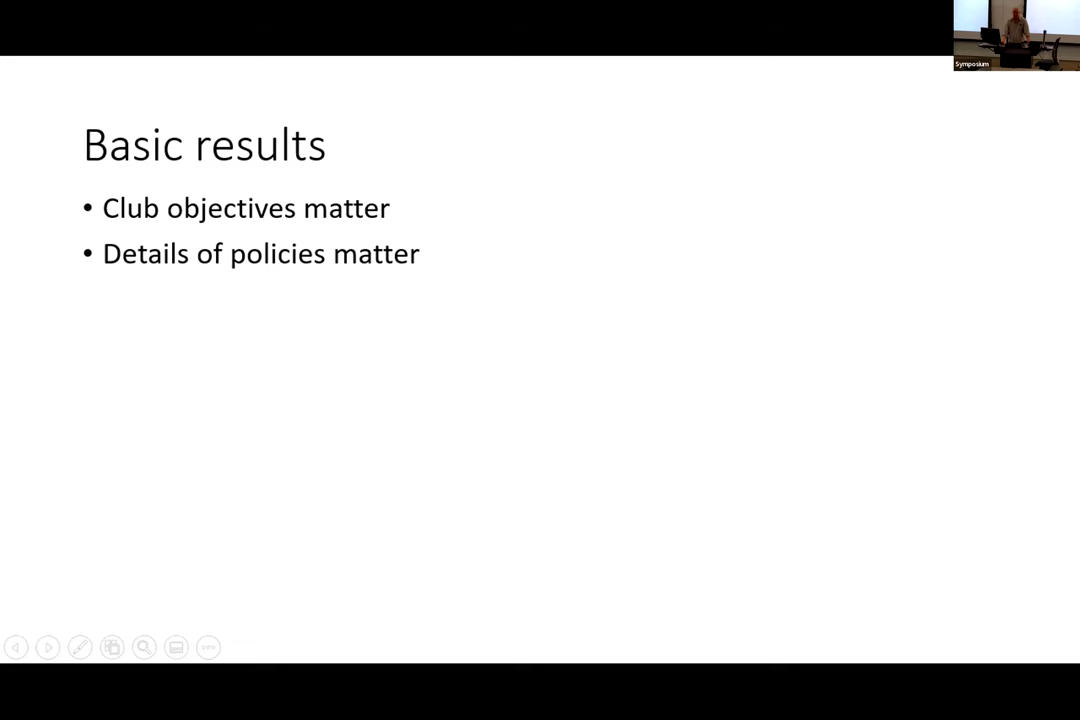 Symposium
Basic results
• Club objectives matter
• Details of policies matter